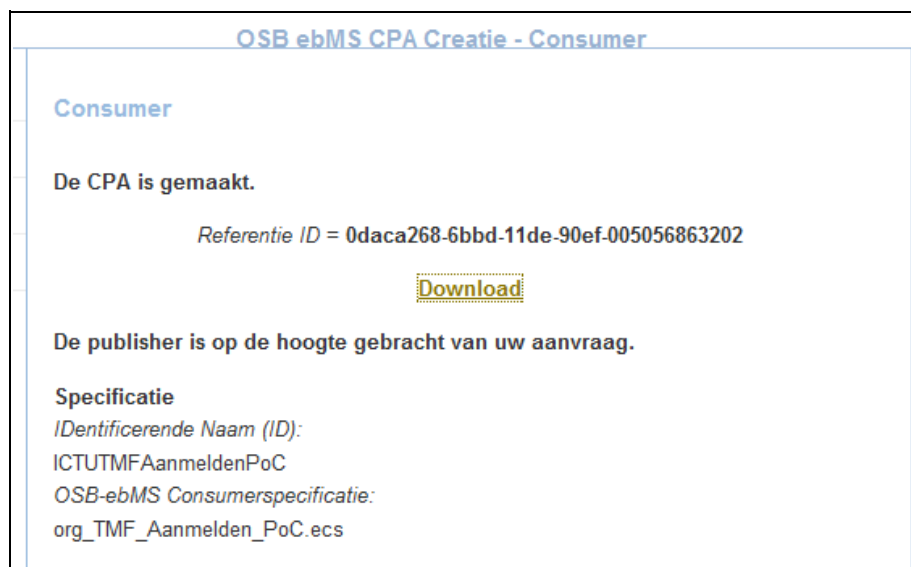 OSB ebMS CPA Creatie - Consumer
Consumer
De CPA is gemaakt.
Referentie ID = 0daca268-6bbd-11de-90ef-005056863202
Download
De publisher is op de hoogte gebracht van uw aanvraag.
Specificatie
IDentificerende Naam (ID):
ICTUTMFAanmeldenPoC
OSB-ebMS Consumerspecificatie:
org_TMF_Aanmelden_PoC.ecs